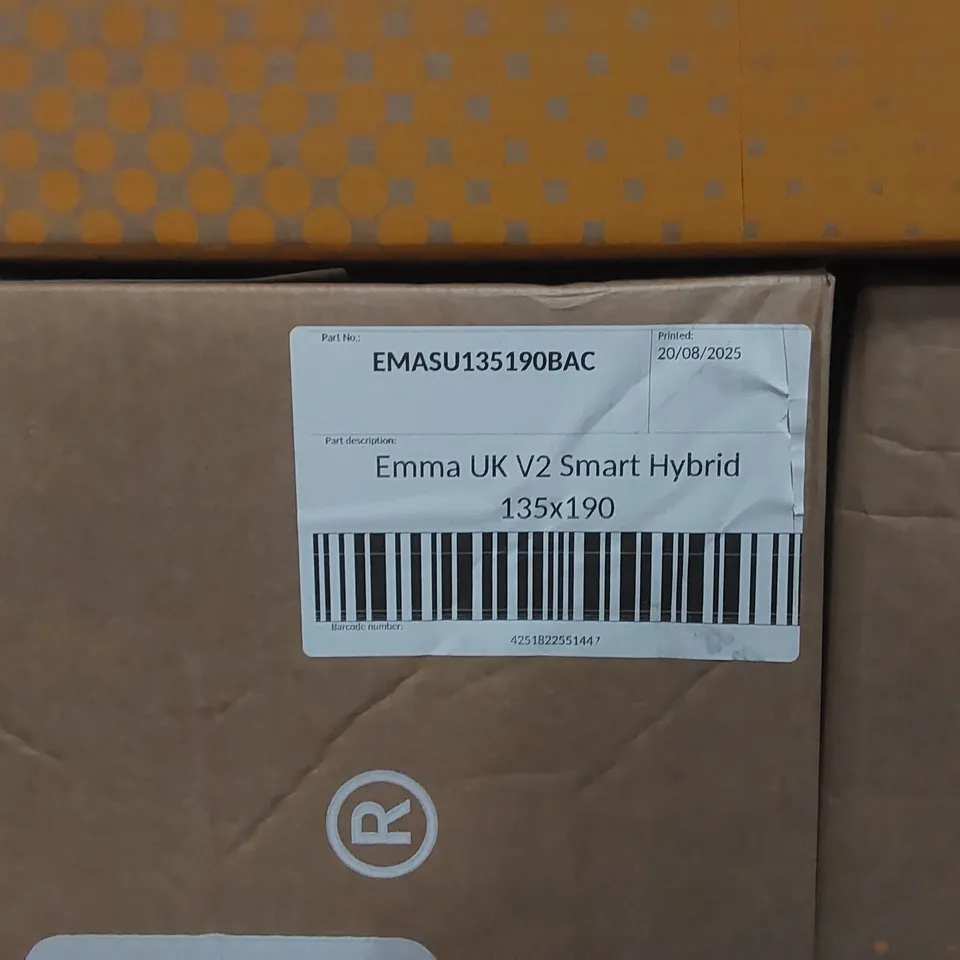 Part No.:
EMASU135190BAC
Printed:
20/08/2025
Part description:
Emma UK V2 Smart Hybrid
135x190
Barcode number:
4251822551447
®